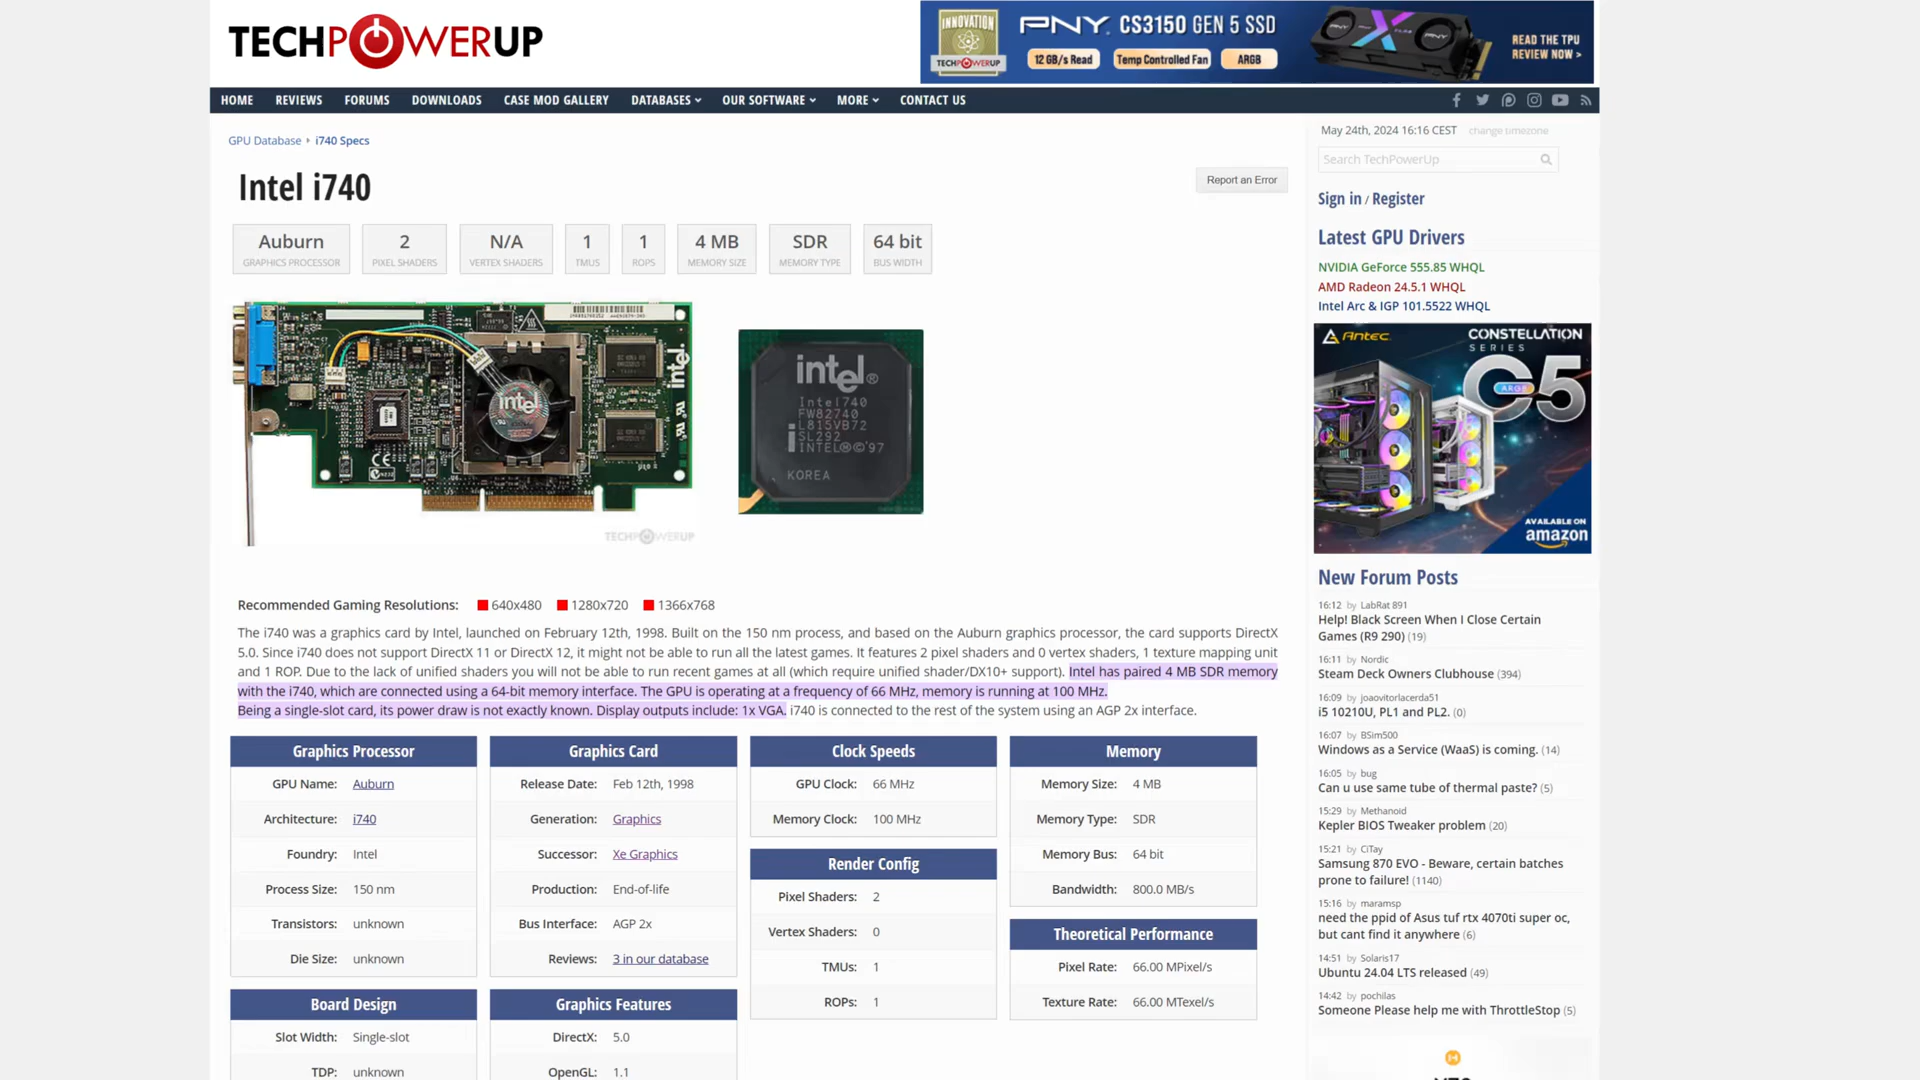 TECHPOWERUP
INNOVATION
TECHPOWERUP
PNY. CS3150 GEN 5 SSD
12 GB/s Read
Temp Controlled Fan
ARGB
READ THE TPU
REVIEW NOW >
HOME
REVIEWS
FORUMS
DOWNLOADS
CASE MOD GALLERY
DATABASES
OUR SOFTWARE
MORE
CONTACT US
GPU Database
i740 Specs
May 24th, 2024 16:16 CEST
change timezone
Search TechPowerUp
Intel i740
Report an Error
Sign in / Register
Auburn
GRAPHICS PROCESSOR
2
PIXEL SHADERS
N/A
VERTEX SHADERS
1
TMUS
1
ROPS
4 MB
MEMORY SIZE
SDR
MEMORY TYPE
64 bit
BUS WIDTH
Latest GPU Drivers
NVIDIA GeForce 555.85 WHQL
AMD Radeon 24.5.1 WHQL
Intel Arc & IGP 101.5522 WHQL
intel
intel
CE
TECHPOWERUP
intel®
Intel740
FW82740
L815VB72
SL292
INTEL®©'97
KOREA
Antec
CONSTELLATION
SERIES
C5
ARGB
AVAILABLE ON
amazon
Recommended Gaming Resolutions:
640x480
1280x720
1366x768
The i740 was a graphics card by Intel, launched on February 12th, 1998. Built on the 150 nm process, and based on the Auburn graphics processor, the card supports DirectX
5.0. Since i740 does not support DirectX 11 or DirectX 12, it might not be able to run all the latest games. It features 2 pixel shaders and 0 vertex shaders, 1 texture mapping unit
and 1 ROP. Due to the lack of unified shaders you will not be able to run recent games at all (which require unified shader/DX10+ support). Intel has paired 4 MB SDR memory
with the i740, which are connected using a 64-bit memory interface. The GPU is operating at a frequency of 66 MHz, memory is running at 100 MHz.
Being a single-slot card, its power draw is not exactly known. Display outputs include: 1x VGA. i740 is connected to the rest of the system using an AGP 2x interface.
Graphics Processor
GPU Name: Auburn
Architecture: i740
Foundry: Intel
Process Size: 150 nm
Transistors: unknown
Die Size: unknown
Graphics Card
Release Date: Feb 12th, 1998
Generation: Graphics
Successor: Xe Graphics
Production: End-of-life
Bus Interface: AGP 2x
Reviews: 3 in our database
Clock Speeds
GPU Clock: 66 MHz
Memory Clock: 100 MHz
Render Config
Pixel Shaders: 2
Vertex Shaders: 0
TMUs: 1
ROPs: 1
Memory
Memory Size: 4 MB
Memory Type: SDR
Memory Bus: 64 bit
Bandwidth: 800.0 MB/s
Theoretical Performance
Pixel Rate: 66.00 MPixel/s
Texture Rate: 66.00 MTexel/s
Board Design
Slot Width: Single-slot
TDP: unknown
Graphics Features
DirectX: 5.0
OpenGL: 1.1
New Forum Posts
16:12 by LabRat 891
Help! Black Screen When I Close Certain
Games (R9 290) (19)
16:11 by Nordic
Steam Deck Owners Clubhouse (394)
16:09 by joaovitorlacerda51
i5 10210U, PL1 and PL2. (0)
16:07 by BSim500
Windows as a Service (WaaS) is coming. (14)
16:05 by bug
Can u use same tube of thermal paste? (5)
15:29 by Methanoid
Kepler BIOS Tweaker problem (20)
15:21 by CiTay
Samsung 870 EVO - Beware, certain batches
prone to failure! (1140)
15:16 by maramsp
need the ppid of Asus tuf rtx 4070ti super oc,
but cant find it anywhere (6)
14:51 by Solaris17
Ubuntu 24.04 LTS released (49)
14:42 by pochilas
Someone Please help me with ThrottleStop (5)